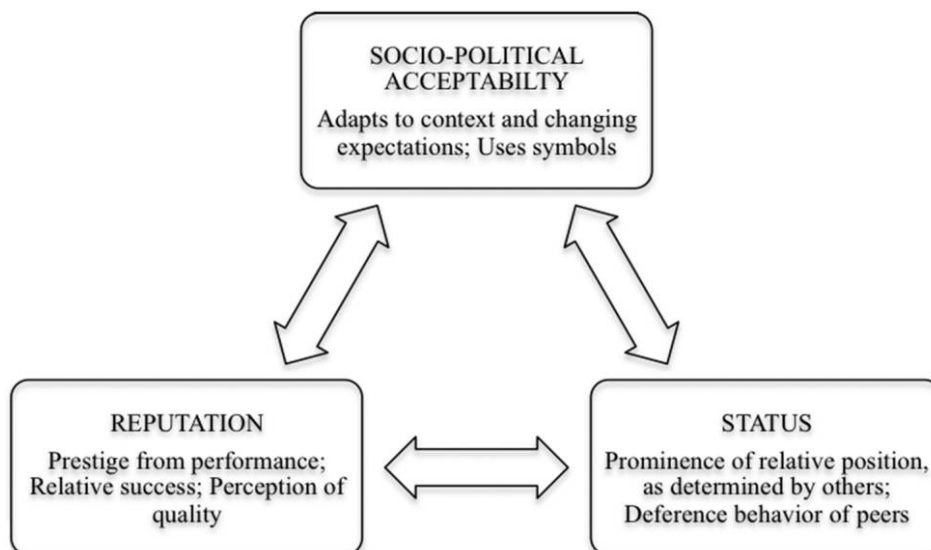 SOCIO-POLITICAL
ACCEPTABILTY
Adapts to context and changing
expectations; Uses symbols
REPUTATION
Prestige from performance;
Relative success; Perception of
quality
STATUS
Prominence of relative position,
as determined by others;
Deference behavior of peers